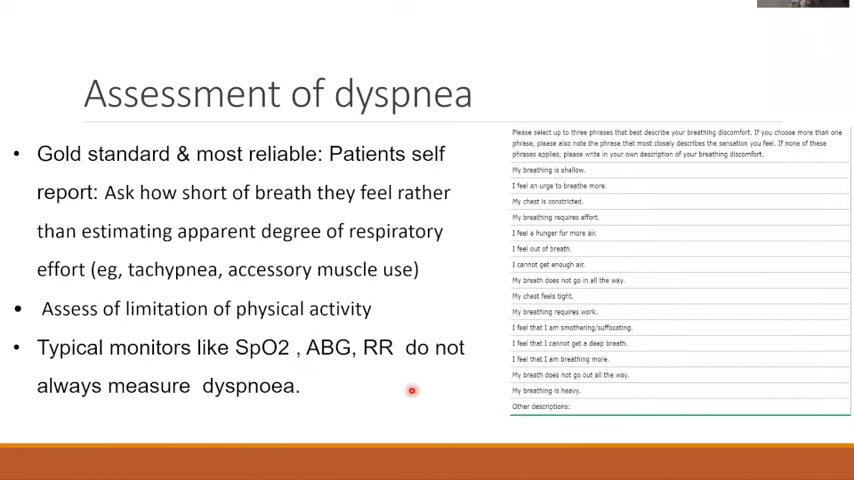 Assessment of dyspnea
• Gold standard & most reliable: Patients self
report: Ask how short of breath they feel rather
than estimating apparent degree of respiratory
effort (eg, tachypnea, accessory muscle use)
• Assess of limitation of physical activity
• Typical monitors like SpO2 , ABG, RR do not
always measure dyspnoea.
Please select up to three phrases that best describe your breathing discomfort. If you choose more than one
phrase, please also note the phrase that most closely describes the sensation you feel. If none of these
phrases applies, please write in your own description of your breathing discomfort.
My breathing is shallow.
I feel an urge to breathe more.
My chest is constricted.
My breathing requires effort.
I feel a hunger for more air.
I feel out of breath.
I cannot get enough air.
My breath does not go in all the way.
My chest feels tight.
My breathing requires work.
I feel that I am smothering/suffocating.
I feel that I cannot get a deep breath.
I feel that I am breathing more.
My breath does not go out all the way.
My breathing is heavy.
Other descriptions: